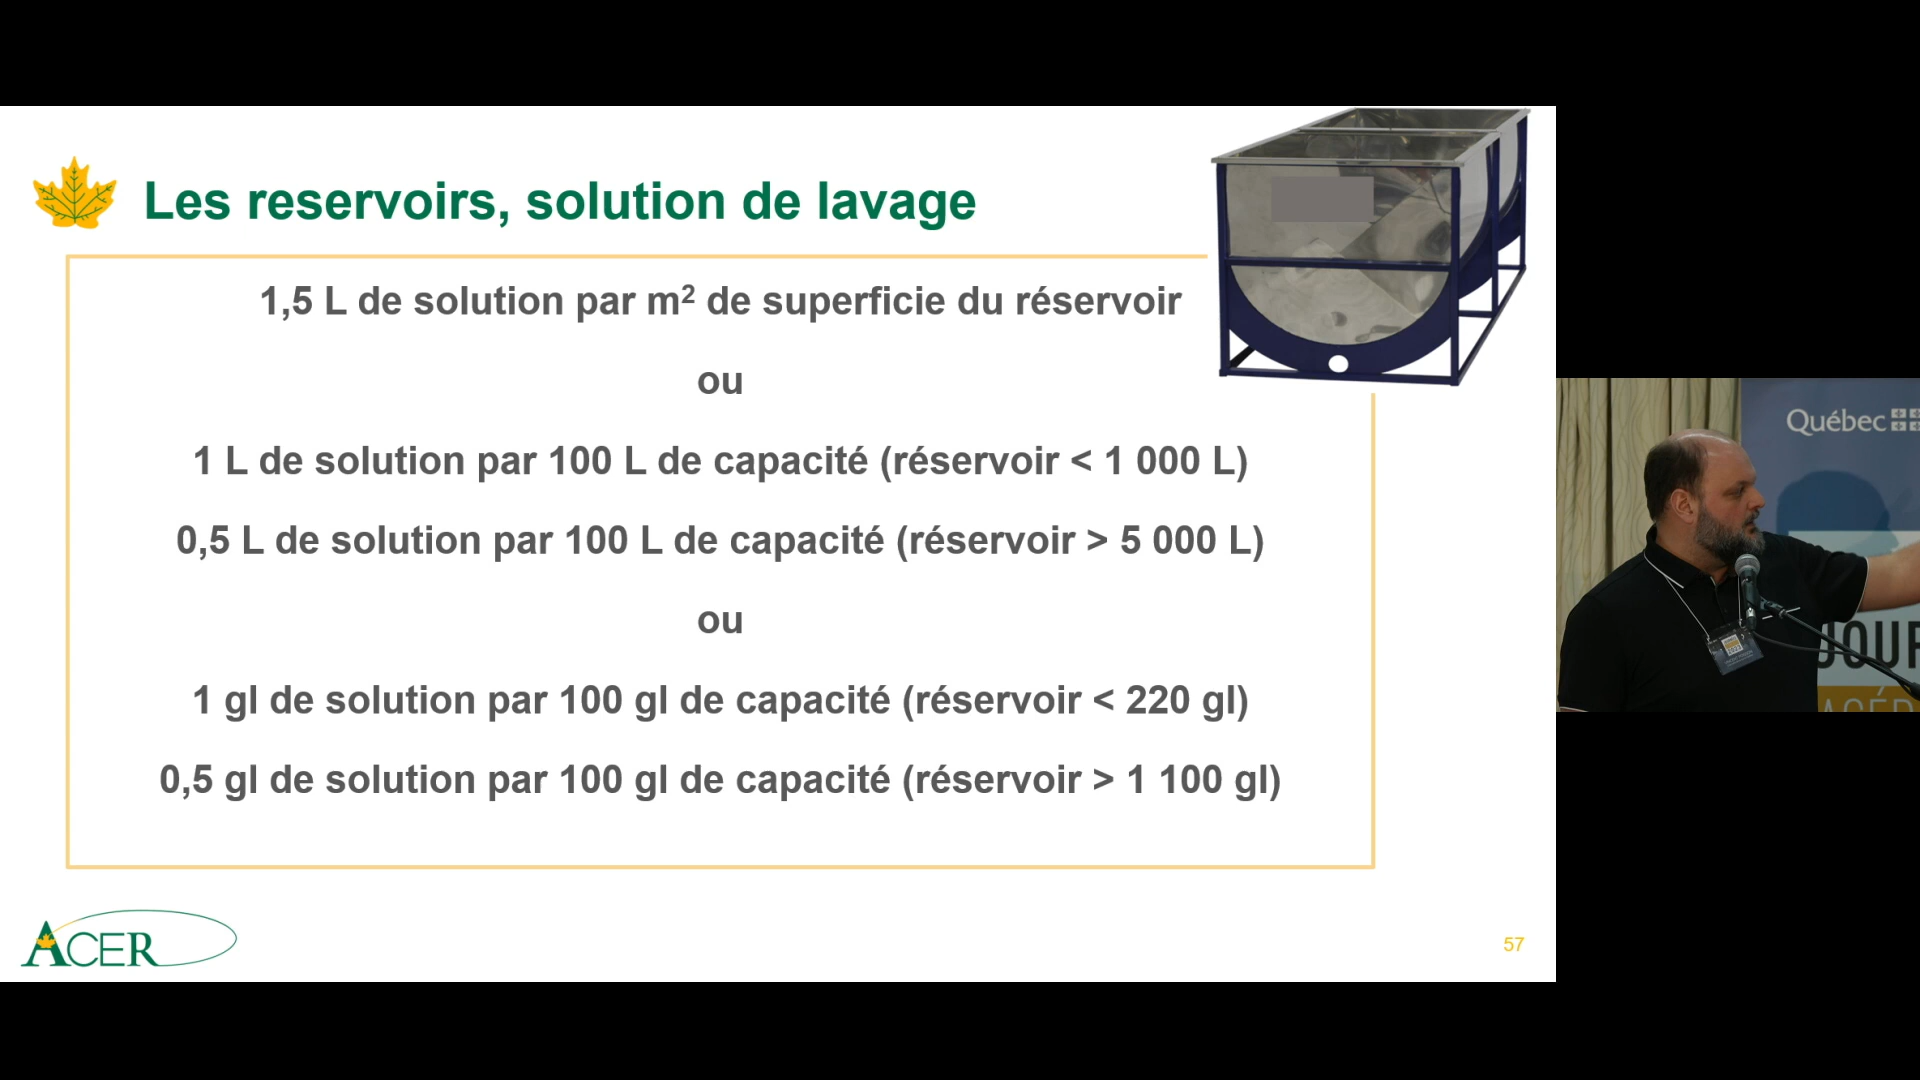 Les reservoirs, solution de lavage
1,5 L de solution par m² de superficie du réservoir
ou
1 L de solution par 100 L de capacité (réservoir < 1 000 L)
0,5 L de solution par 100 L de capacité (réservoir > 5 000 L)
ou
1 gl de solution par 100 gl de capacité (réservoir < 220 gl)
0,5 gl de solution par 100 gl de capacité (réservoir > 1 100 gl)
ACER
57
Québec
JOUR
ACÉR